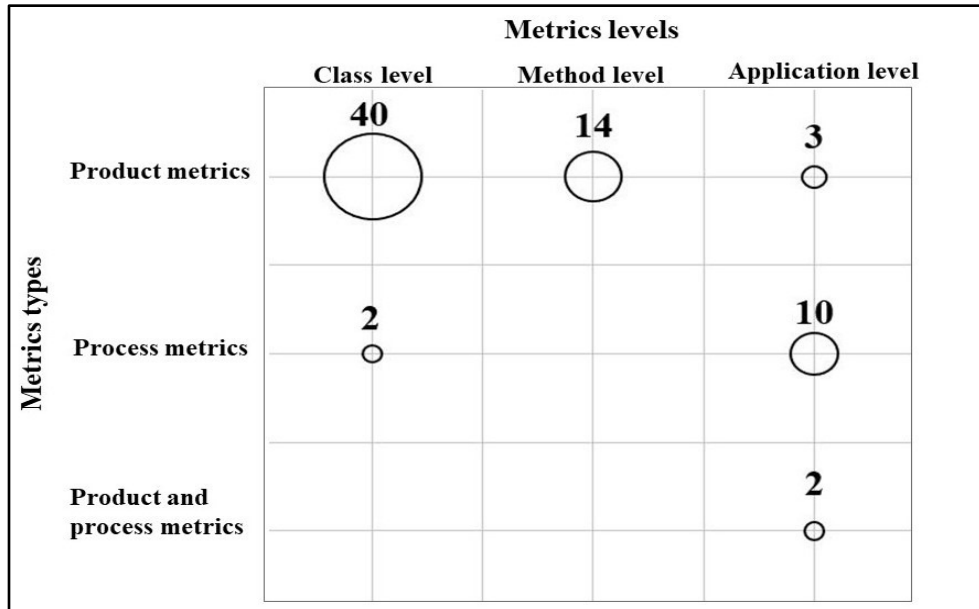 Metrics levels
Class level
Method level
Application level
40
14
3
Product metrics
Metrics types
2
10
Process metrics
2
Product and
process metrics